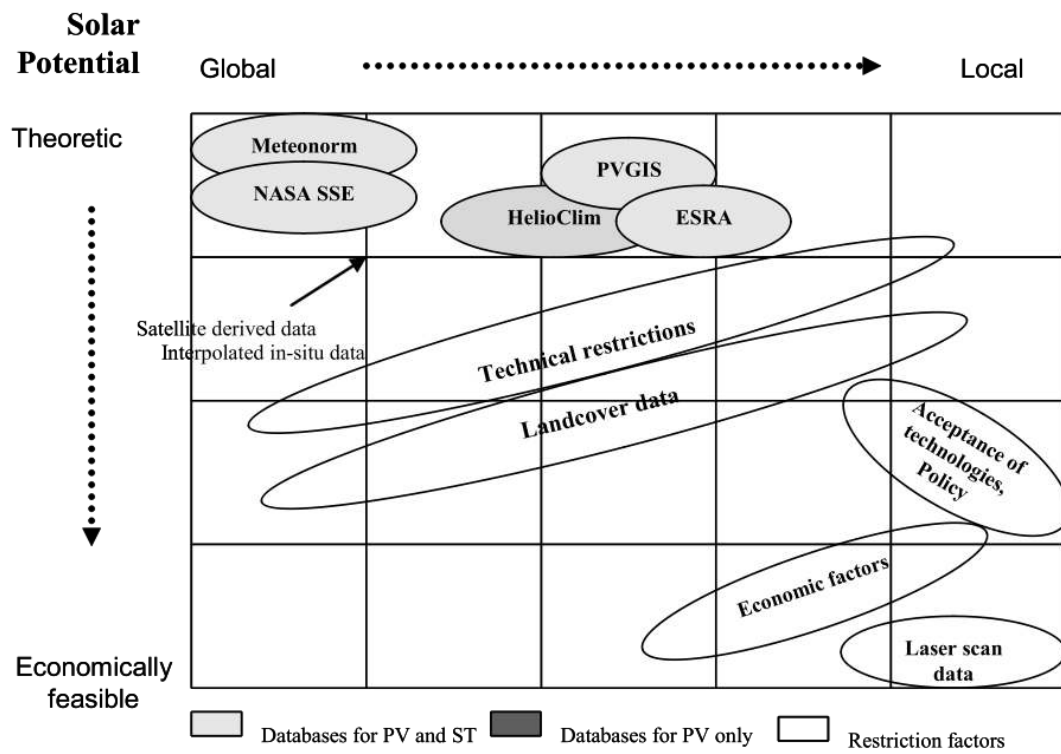 Solar
Potential
Global
Local
Theoretic
Meteonorm
NASA SSE
PVGIS
HelioClim
ESRA
Satellite derived data
Interpolated in-situ data
Technical restrictions
Landcover data
Acceptance of
technologies,
Policy
Economic factors
Laser scan
data
Economically
feasible
Databases for PV and ST
Databases for PV only
Restriction factors